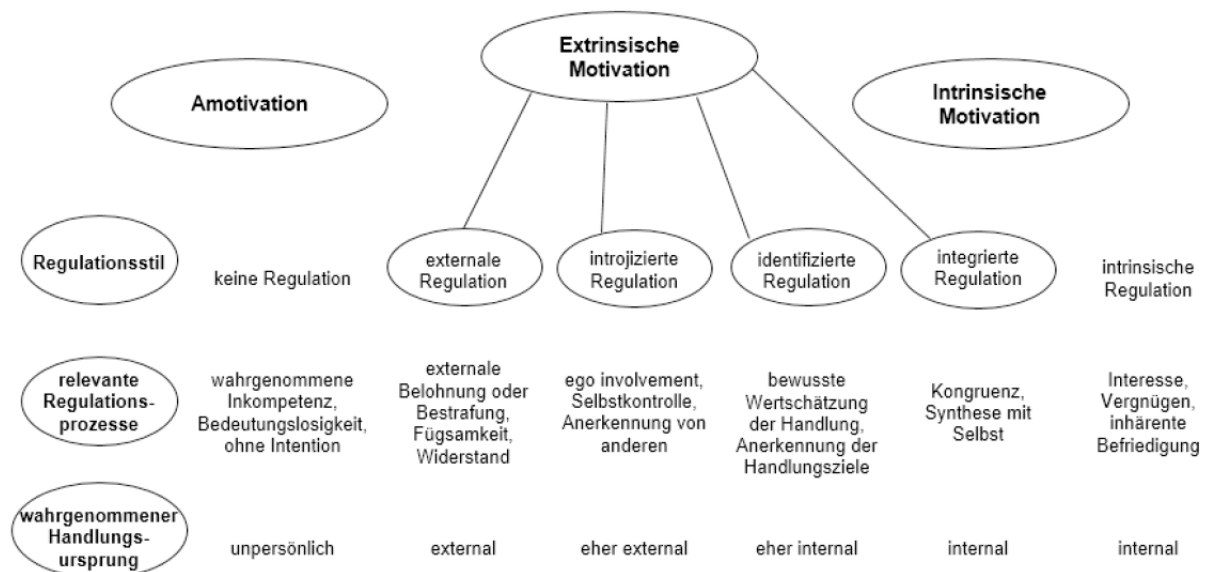 Extrinsische
Motivation
Amotivation
Intrinsische
Motivation
Regulationsstil
keine Regulation
externale
Regulation
introjizierte
Regulation
identifizierte
Regulation
integrierte
Regulation
intrinsische
Regulation
relevante
Regulations-
prozesse
wahrgenommene
Inkompetenz,
Bedeutungslosigkeit,
ohne Intention
externale
Belohnung oder
Bestrafung,
Fügsamkeit,
Widerstand
ego involvement,
Selbstkontrolle,
Anerkennung von
anderen
bewusste
Wertschätzung
der Handlung,
Anerkennung der
Handlungsziele
Kongruenz,
Synthese mit
Selbst
Interesse,
Vergnügen,
inhärente
Befriedigung
wahrgenommener
Handlungs-
ursprung
unpersönlich
external
eher external
eher internal
internal
internal